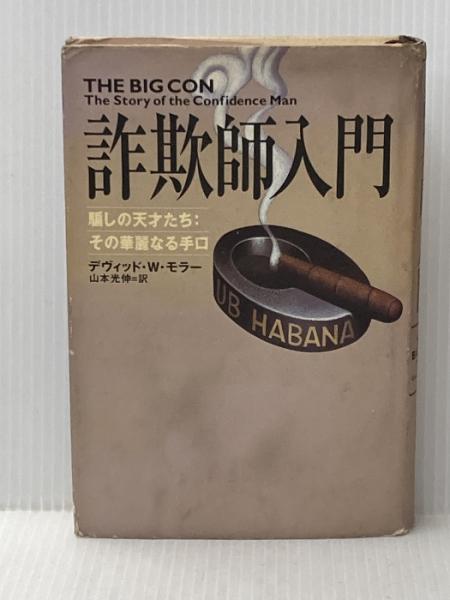 THE BIG CON
The Story of the Confidence Man
詐欺師入門
騙しの天才たち:
その華麗なる手口
デヴィッド・W・モラー
山本光伸=訳
UB HABANA